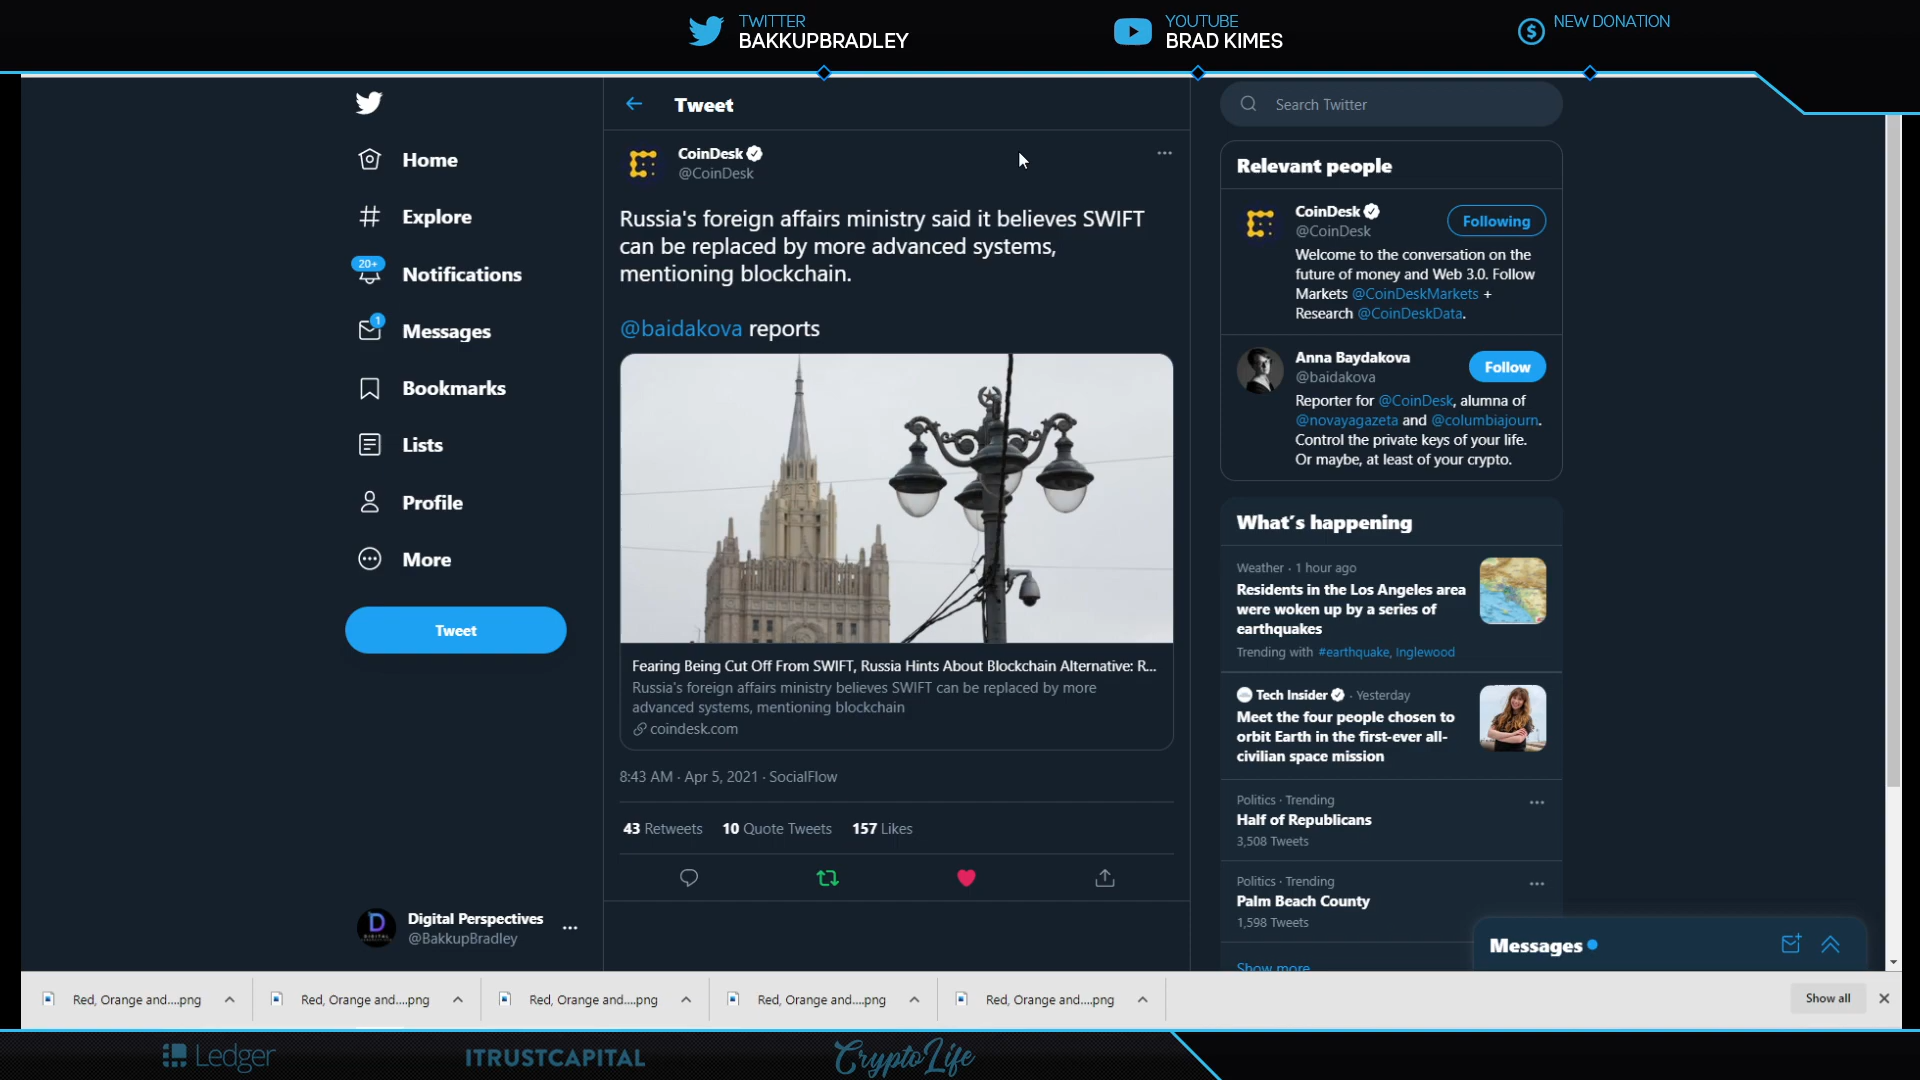 TWITTER
BAKKUPBRADLEY
YOUTUBE
BRAD KIMES
NEW DONATION
Home
Explore
20+
Notifications
1
Messages
Bookmarks
Lists
Profile
More
Tweet
Digital Perspectives
@BakkupBradley
Tweet
CoinDesk
@CoinDesk
Russia's foreign affairs ministry said it believes SWIFT
can be replaced by more advanced systems,
mentioning blockchain.
@baidakova reports
Fearing Being Cut Off From SWIFT, Russia Hints About Blockchain Alternative: R...
Russia's foreign affairs ministry believes SWIFT can be replaced by more
advanced systems, mentioning blockchain
coindesk.com
8:43 AM · Apr 5, 2021 · SocialFlow
43 Retweets 10 Quote Tweets 157 Likes
Search Twitter
Relevant people
CoinDesk
@CoinDesk
Following
Welcome to the conversation on the
future of money and Web 3.0. Follow
Markets @CoinDeskMarkets +
Research @CoinDeskData.
Anna Baydakova
@baidakova
Follow
Reporter for @CoinDesk, alumna of
@novayagazeta and @columbiajourn.
Control the private keys of your life.
Or maybe, at least of your crypto.
What's happening
Weather · 1 hour ago
Residents in the Los Angeles area
were woken up by a series of
earthquakes
Trending with #earthquake, Inglewood
Tech Insider · Yesterday
Meet the four people chosen to
orbit Earth in the first-ever all-
civilian space mission
Politics · Trending
Half of Republicans
3,508 Tweets
Politics · Trending
Palm Beach County
1,598 Tweets
Show more
Messages
Red, Orange and....png
Red, Orange and....png
Red, Orange and....png
Red, Orange and....png
Red, Orange and....png
Show all
Ledger
ITRUSTCAPITAL
CryptoLife